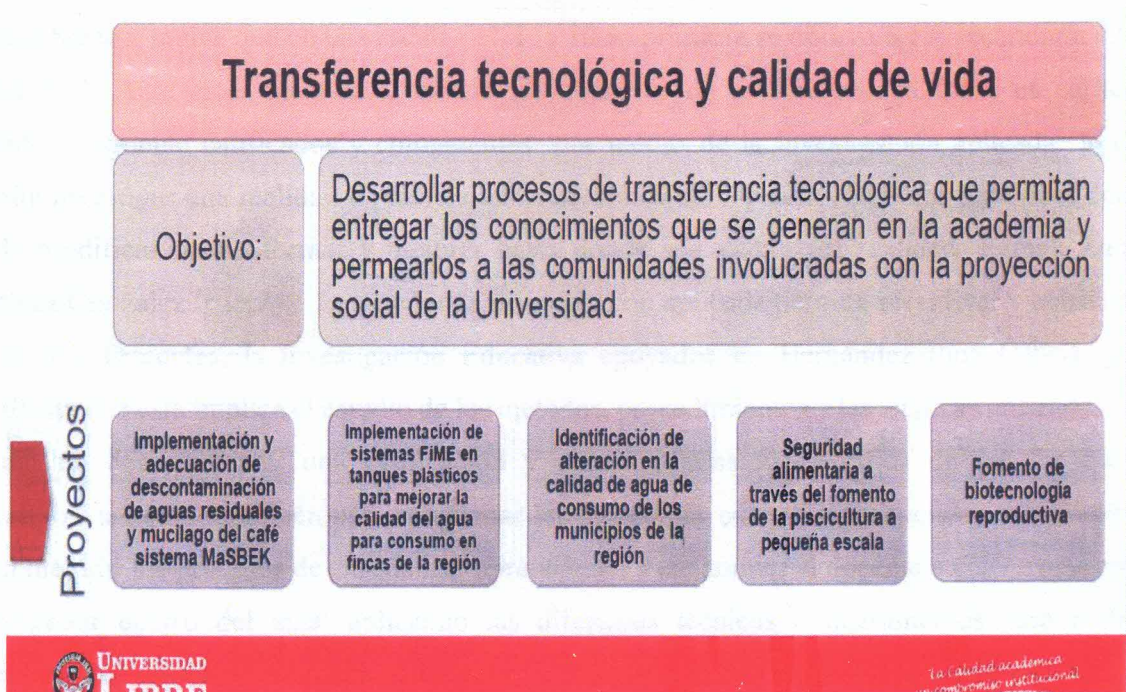 Transferencia tecnológica y calidad de vida
Objetivo:
Desarrollar procesos de transferencia tecnológica que permitan
entregar los conocimientos que se generan en la academia y
permearlos a las comunidades involucradas con la proyección
social de la Universidad.
Proyectos
Implementación y
adecuación de
descontaminación
de aguas residuales
y mucilago del café
sistema MaSBEK
Implementación de
sistemas FiME en
tanques plásticos
para mejorar la
calidad del agua
para consumo en
fincas de la región
Identificación de
alteración en la
calidad de agua de
consumo de los
municipios de la
región
Seguridad
alimentaria a
través del fomento
de la piscicultura a
pequeña escala
Fomento de
biotecnología
reproductiva
UNIVERSIDAD
LIBRE
La Calidad académica
un compromiso institucional